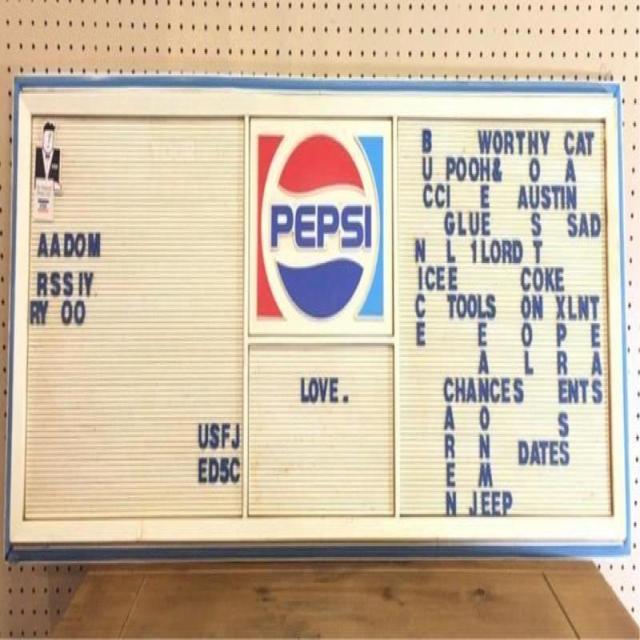 AADOM
RSS IY
RY OO
USFJ
ED5C
PEPSI
LOVE.
B WORTHY CAT
U POOH& O A
CCI E AUSTIN
GLUE S SAD
N L 1LORD T
ICEE COKE
C TOOLS ON XLNT
E E O P E
A L R A
CHANCES ENTS
A O S
R N DATES
E M
N JEEP